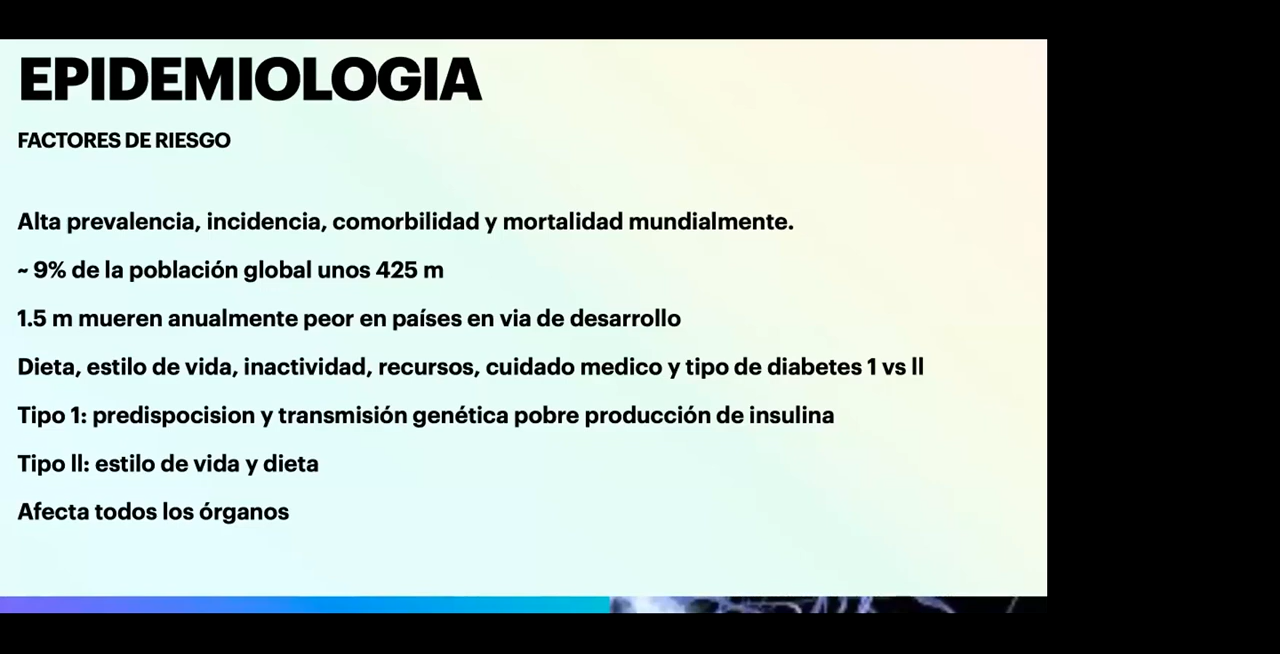 EPIDEMIOLOGIA
FACTORES DE RIESGO
Alta prevalencia, incidencia, comorbilidad y mortalidad mundialmente.
~ 9% de la población global unos 425 m
1.5 m mueren anualmente peor en países en via de desarrollo
Dieta, estilo de vida, inactividad, recursos, cuidado medico y tipo de diabetes 1 vs ll
Tipo 1: predispocision y transmisión genética pobre producción de insulina
Tipo ll: estilo de vida y dieta
Afecta todos los órganos